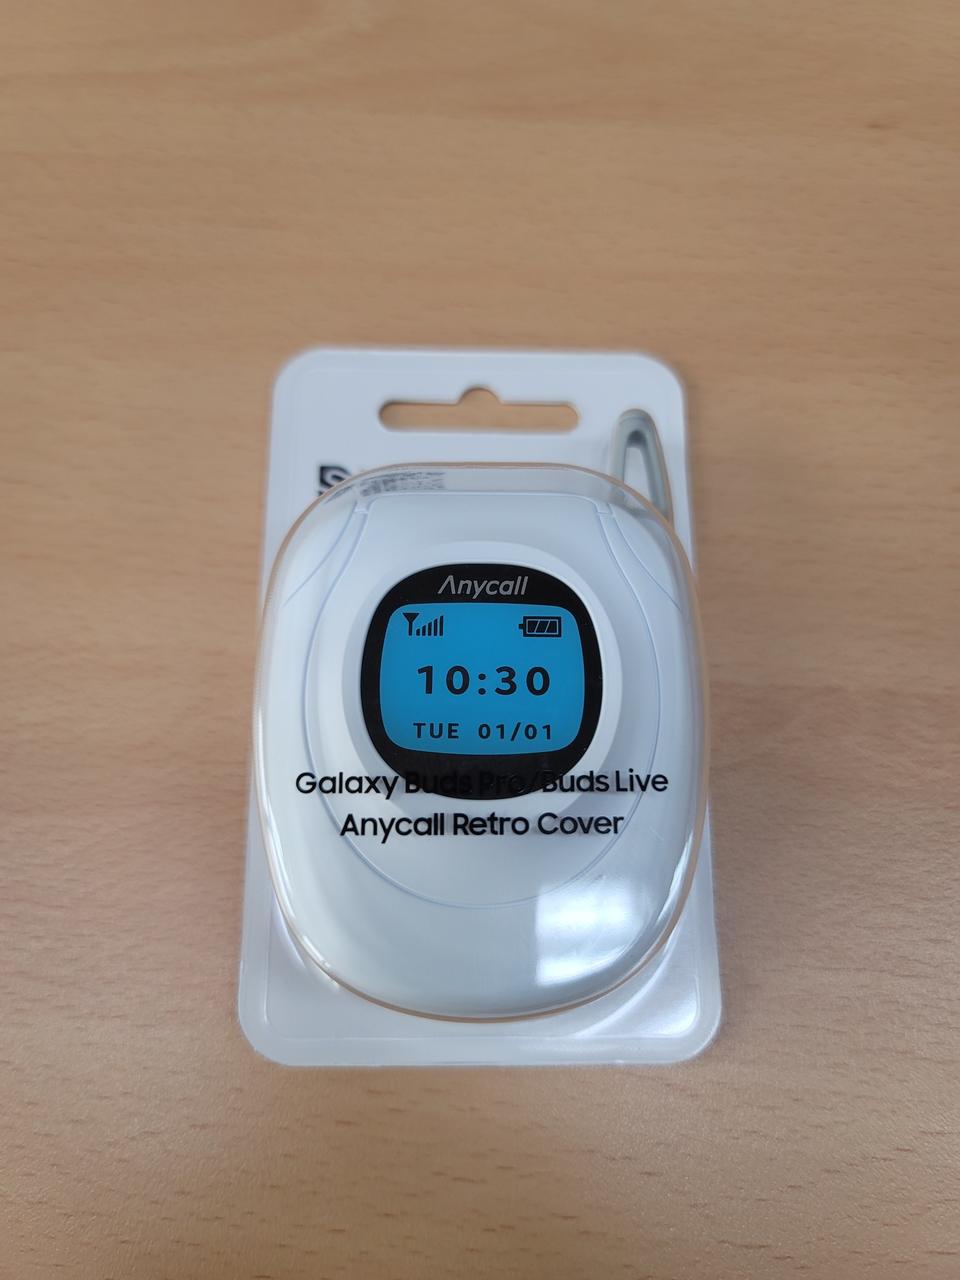 Anycall
10:30
TUE 01/01
Galaxy Buds Pro/Buds Live
Anycall Retro Cover